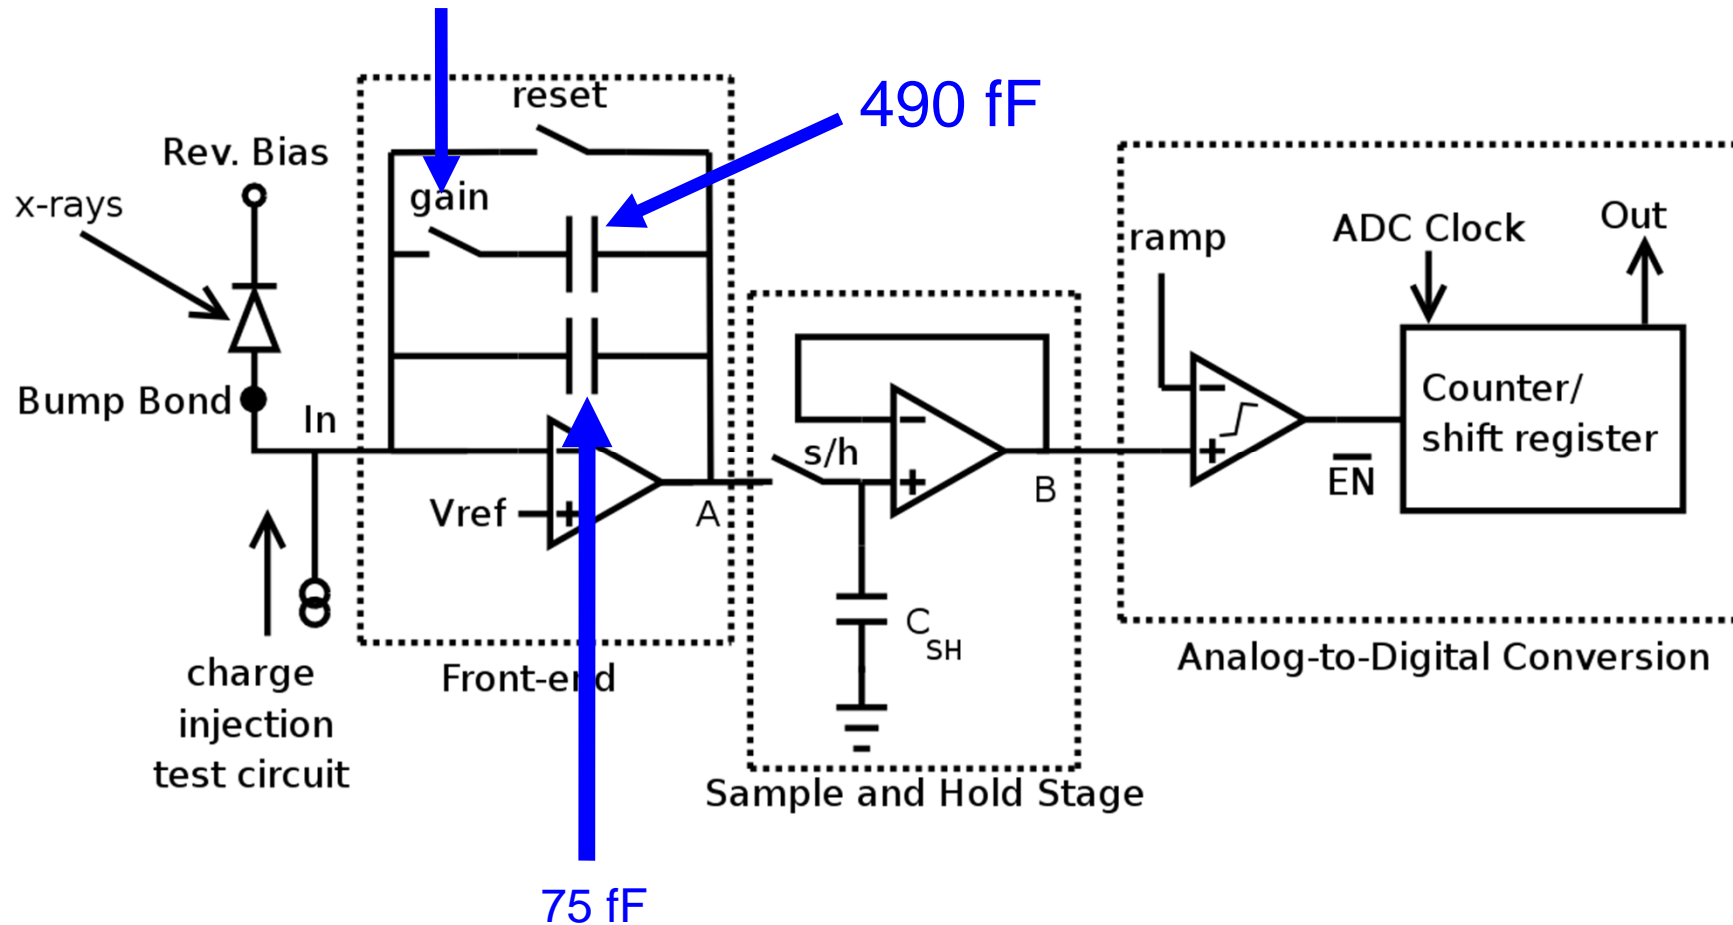 reset
490 fF
Rev. Bias
x-rays
gain
ramp
ADC Clock
Out
Bump Bond
In
Counter/
shift register
s/h
EN
Vref
A
B
−
+
−
+
−
+
C
SH
charge
injection
test circuit
Front-end
Analog-to-Digital Conversion
Sample and Hold Stage
75 fF